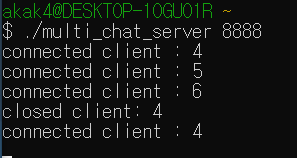 akak4@DESKTOP-10GUO1R ~
$ ./multi_chat_server 8888
connected client : 4
connected client : 5
connected client : 6
closed client: 4
connected client : 4